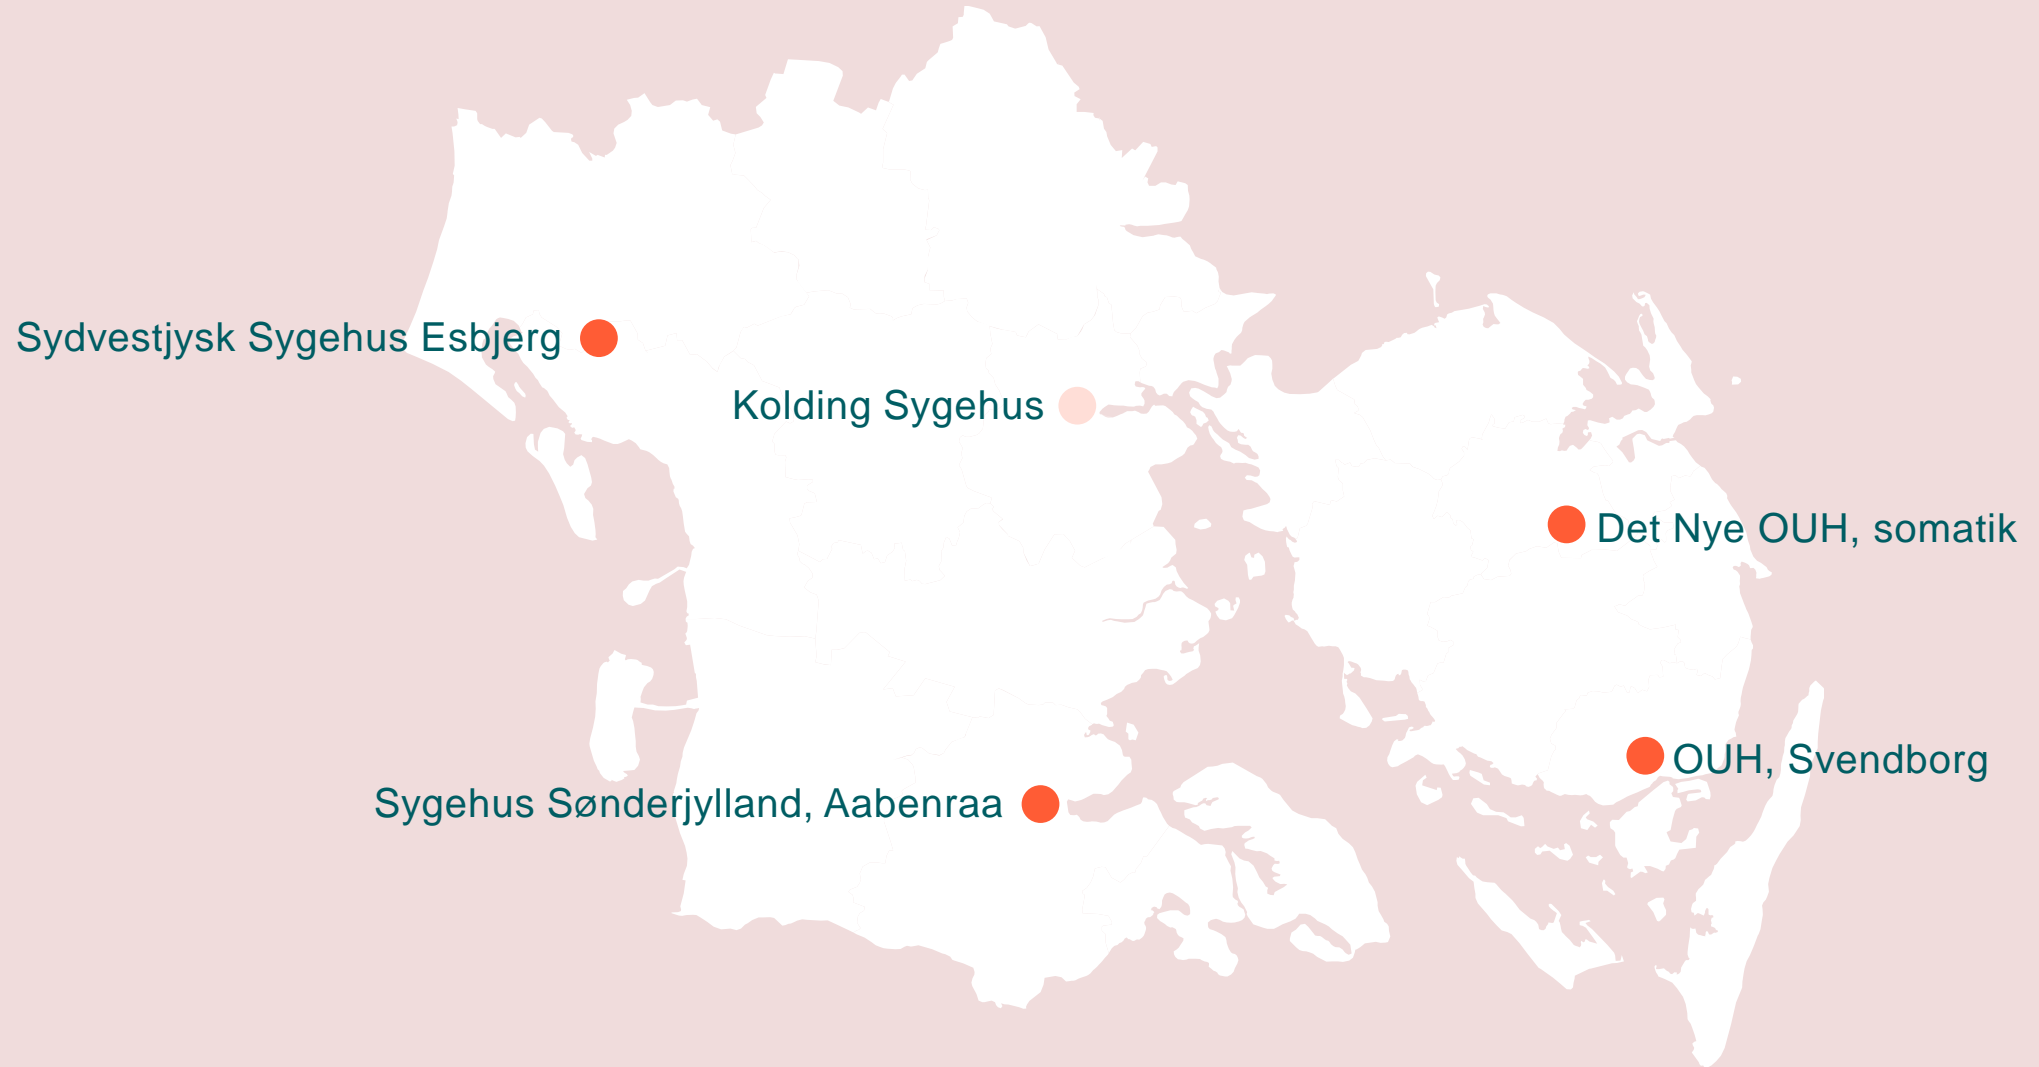 Sydvestjysk Sygehus Esbjerg
Kolding Sygehus
Det Nye OUH, somatik
OUH, Svendborg
Sygehus Sønderjylland, Aabenraa